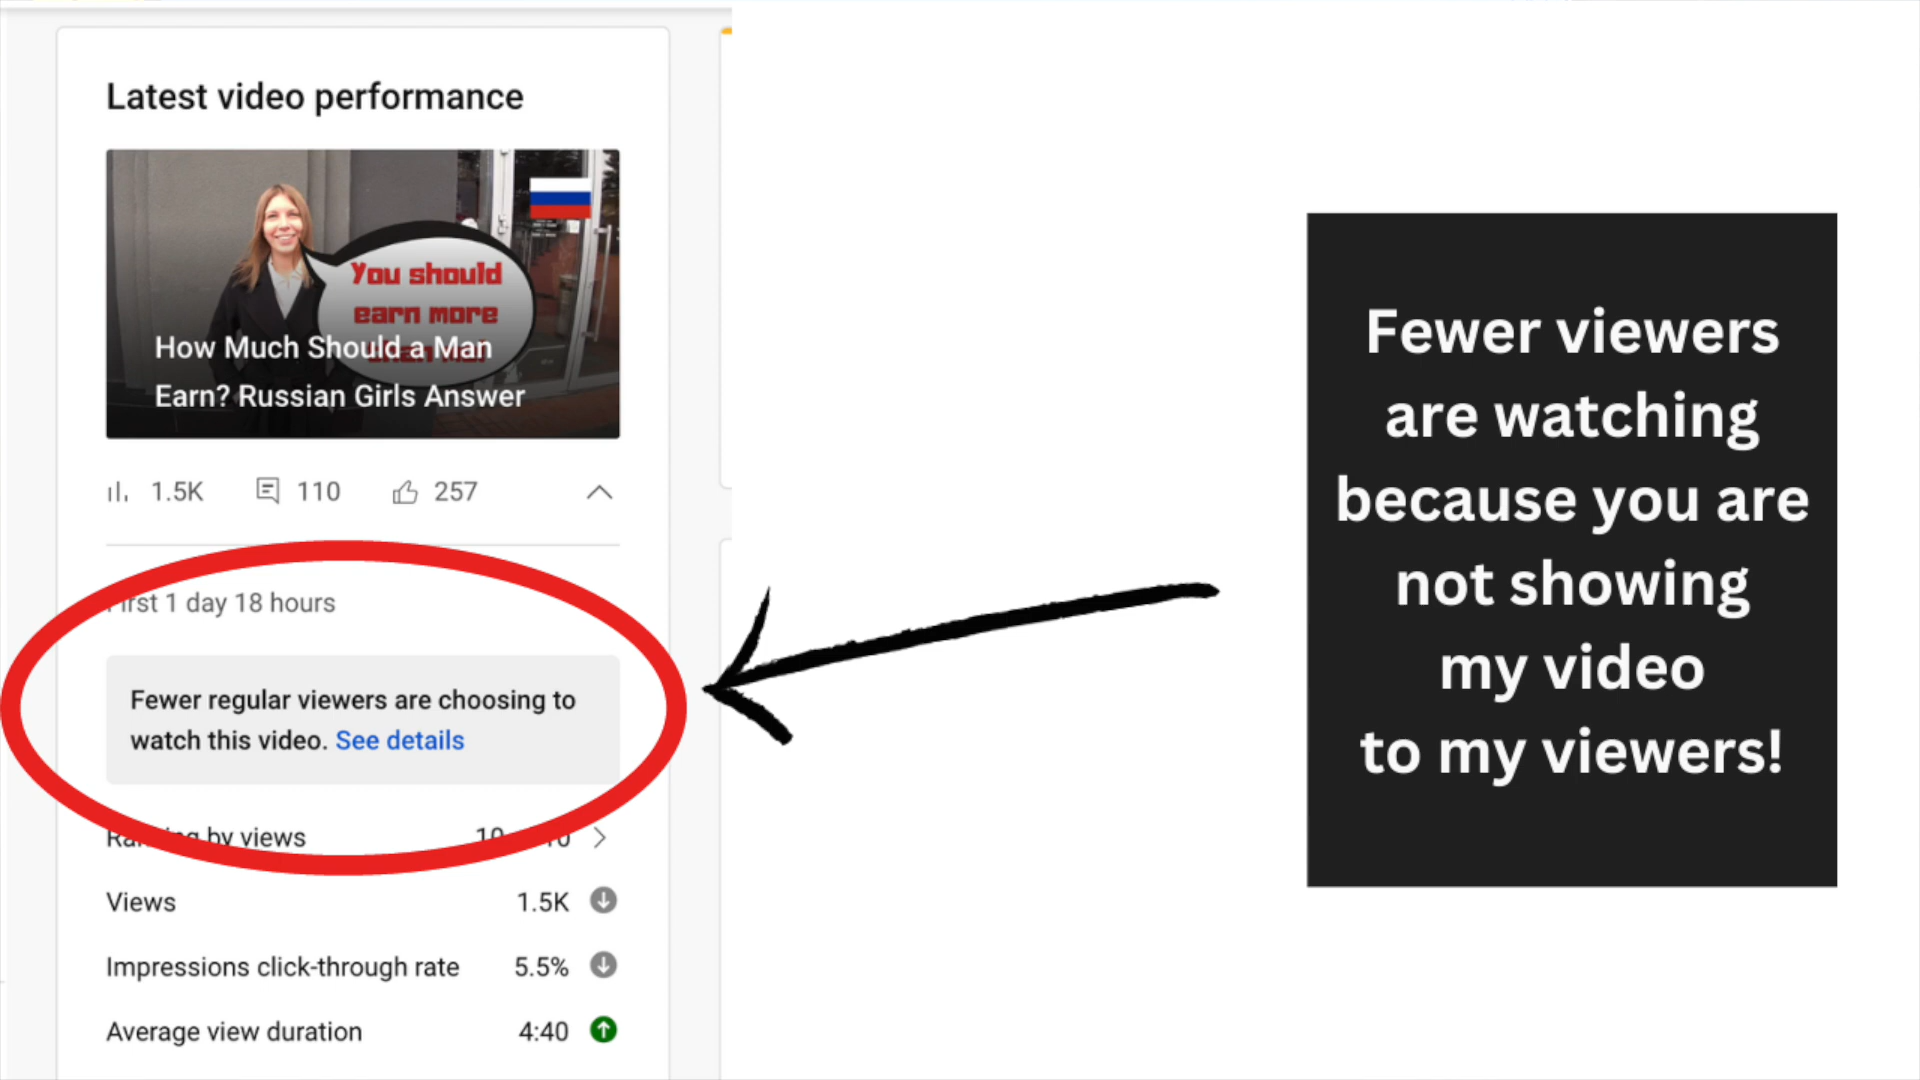 Latest video performance
You should
earn more
How Much Should a Man
Earn? Russian Girls Answer
1.5K 110 257
First 1 day 18 hours
Fewer regular viewers are choosing to
watch this video. See details
Ranking by views 10
Views 1.5K
Impressions click-through rate 5.5%
Average view duration 4:40
Fewer viewers
are watching
because you are
not showing
my video
to my viewers!